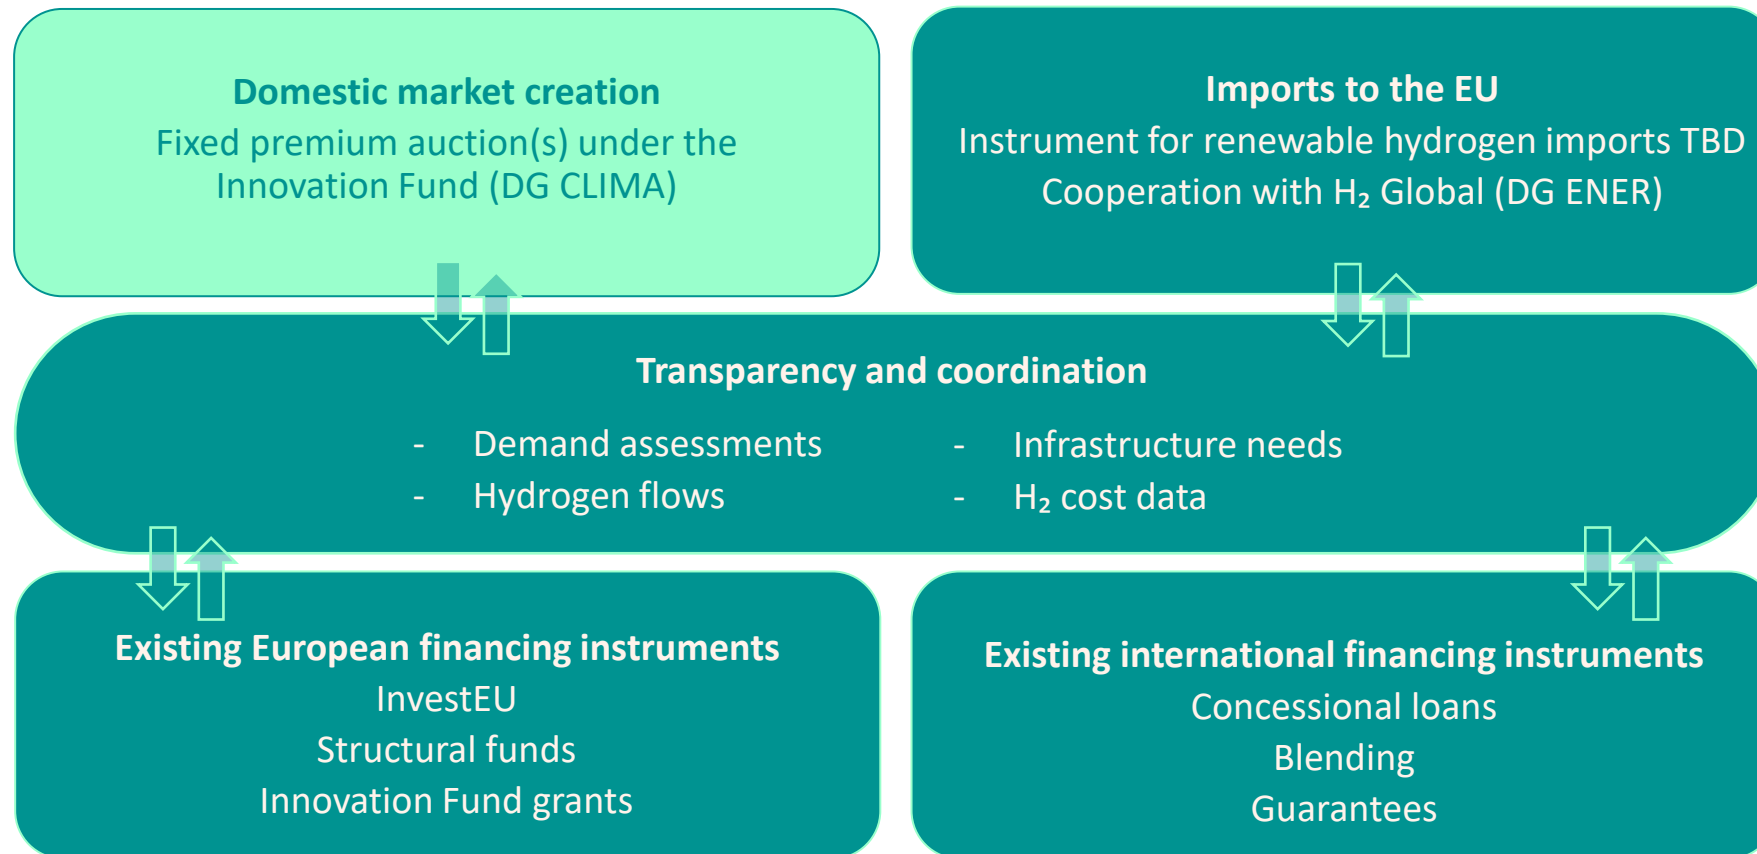 Domestic market creation
Fixed premium auction(s) under the
Innovation Fund (DG CLIMA)
Imports to the EU
Instrument for renewable hydrogen imports TBD
Cooperation with H₂ Global (DG ENER)
Transparency and coordination
- Demand assessments
- Hydrogen flows
- Infrastructure needs
- H₂ cost data
Existing European financing instruments
InvestEU
Structural funds
Innovation Fund grants
Existing international financing instruments
Concessional loans
Blending
Guarantees